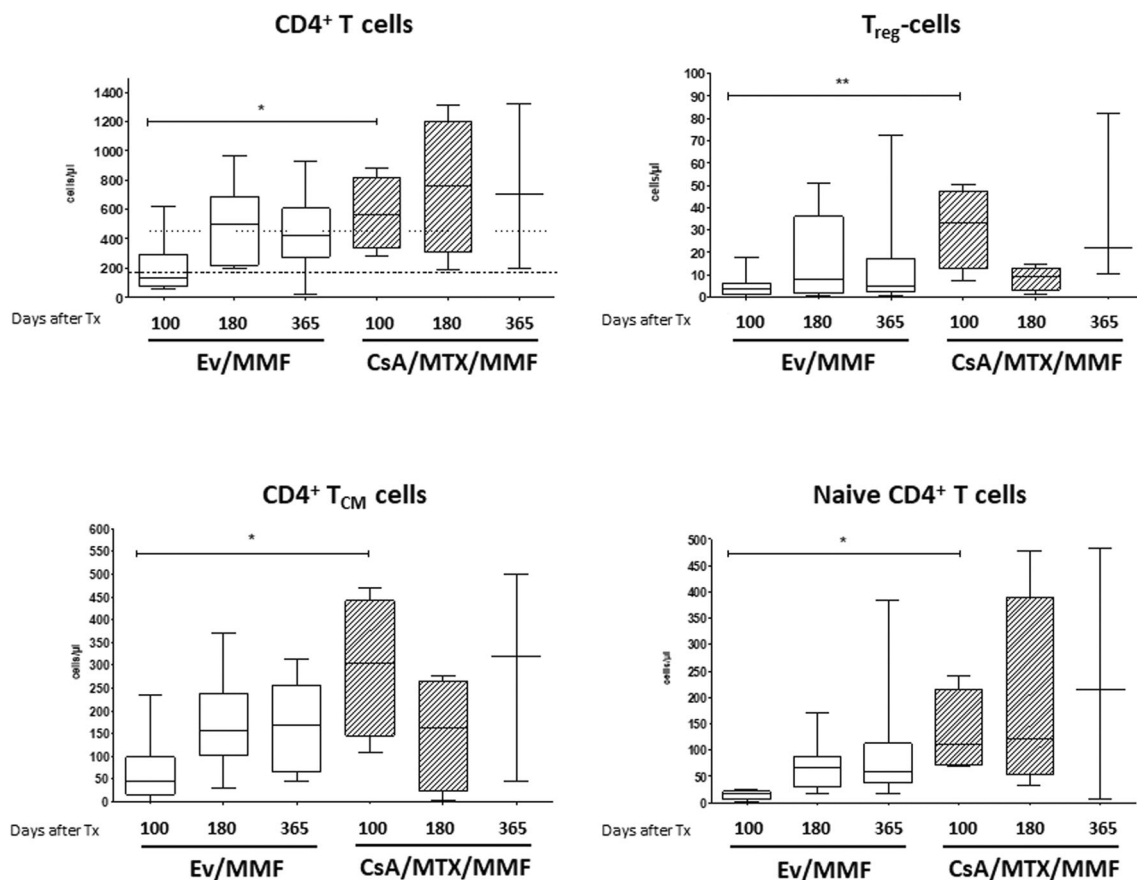 CD4+ T cells
*
cells/µl
1400
1200
1000
800
600
400
200
0
Days after Tx
100 180 365 100 180 365
Ev/MMF CsA/MTX/MMF
Treg-cells
**
cells/µl
100
90
80
70
60
50
40
30
20
10
0
Days after Tx
100 180 365 100 180 365
Ev/MMF CsA/MTX/MMF
CD4+ TCM cells
*
cells/µl
600
550
500
450
400
350
300
250
200
150
100
50
0
Days after Tx
100 180 365 100 180 365
Ev/MMF CsA/MTX/MMF
Naive CD4+ T cells
*
cells/µl
500
450
400
350
300
250
200
150
100
50
0
Days after Tx
100 180 365 100 180 365
Ev/MMF CsA/MTX/MMF